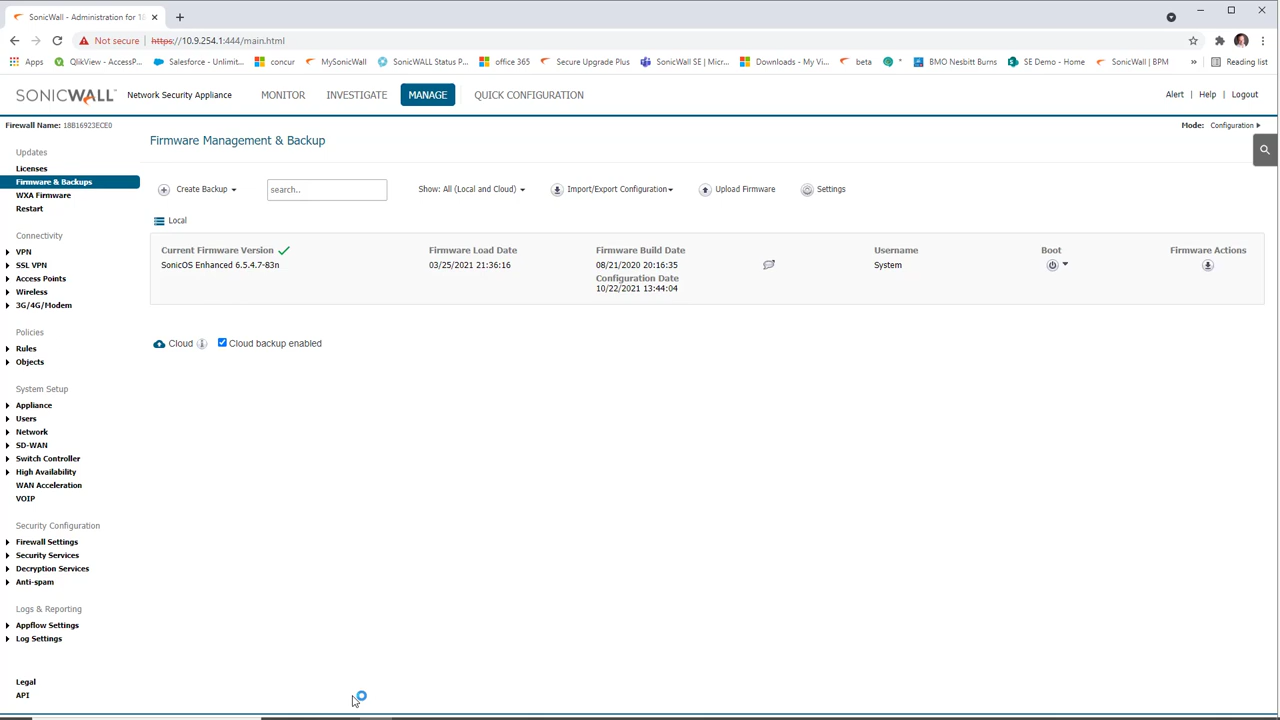 SonicWall - Administration for 18
Not secure https://10.9.254.1:444/main.html
Apps QlikView - AccessP... Salesforce - Unlimit... concur MySonicWall SonicWALL Status P... office 365 Secure Upgrade Plus SonicWall SE | Micr... Downloads - My Vi... beta BMO Nesbitt Burns SE Demo - Home SonicWall | BPM » Reading list
SONICWALL Network Security Appliance MONITOR INVESTIGATE MANAGE QUICK CONFIGURATION Alert | Help | Logout
Firewall Name: 18B16923ECE0 Mode: Configuration
Firmware Management & Backup
Updates
Licenses
Firmware & Backups
WXA Firmware
Restart
Connectivity
VPN
SSL VPN
Access Points
Wireless
3G/4G/Modem
Policies
Rules
Objects
System Setup
Appliance
Users
Network
SD-WAN
Switch Controller
High Availability
WAN Acceleration
VOIP
Security Configuration
Firewall Settings
Security Services
Decryption Services
Anti-spam
Logs & Reporting
Appflow Settings
Log Settings
Legal
API
Create Backup search.. Show: All (Local and Cloud) Import/Export Configuration Upload Firmware Settings
Local
Current Firmware Version Firmware Load Date Firmware Build Date Username Boot Firmware Actions
SonicOS Enhanced 6.5.4.7-83n 03/25/2021 21:36:16 08/21/2020 20:16:35 System
Configuration Date
10/22/2021 13:44:04
Cloud Cloud backup enabled